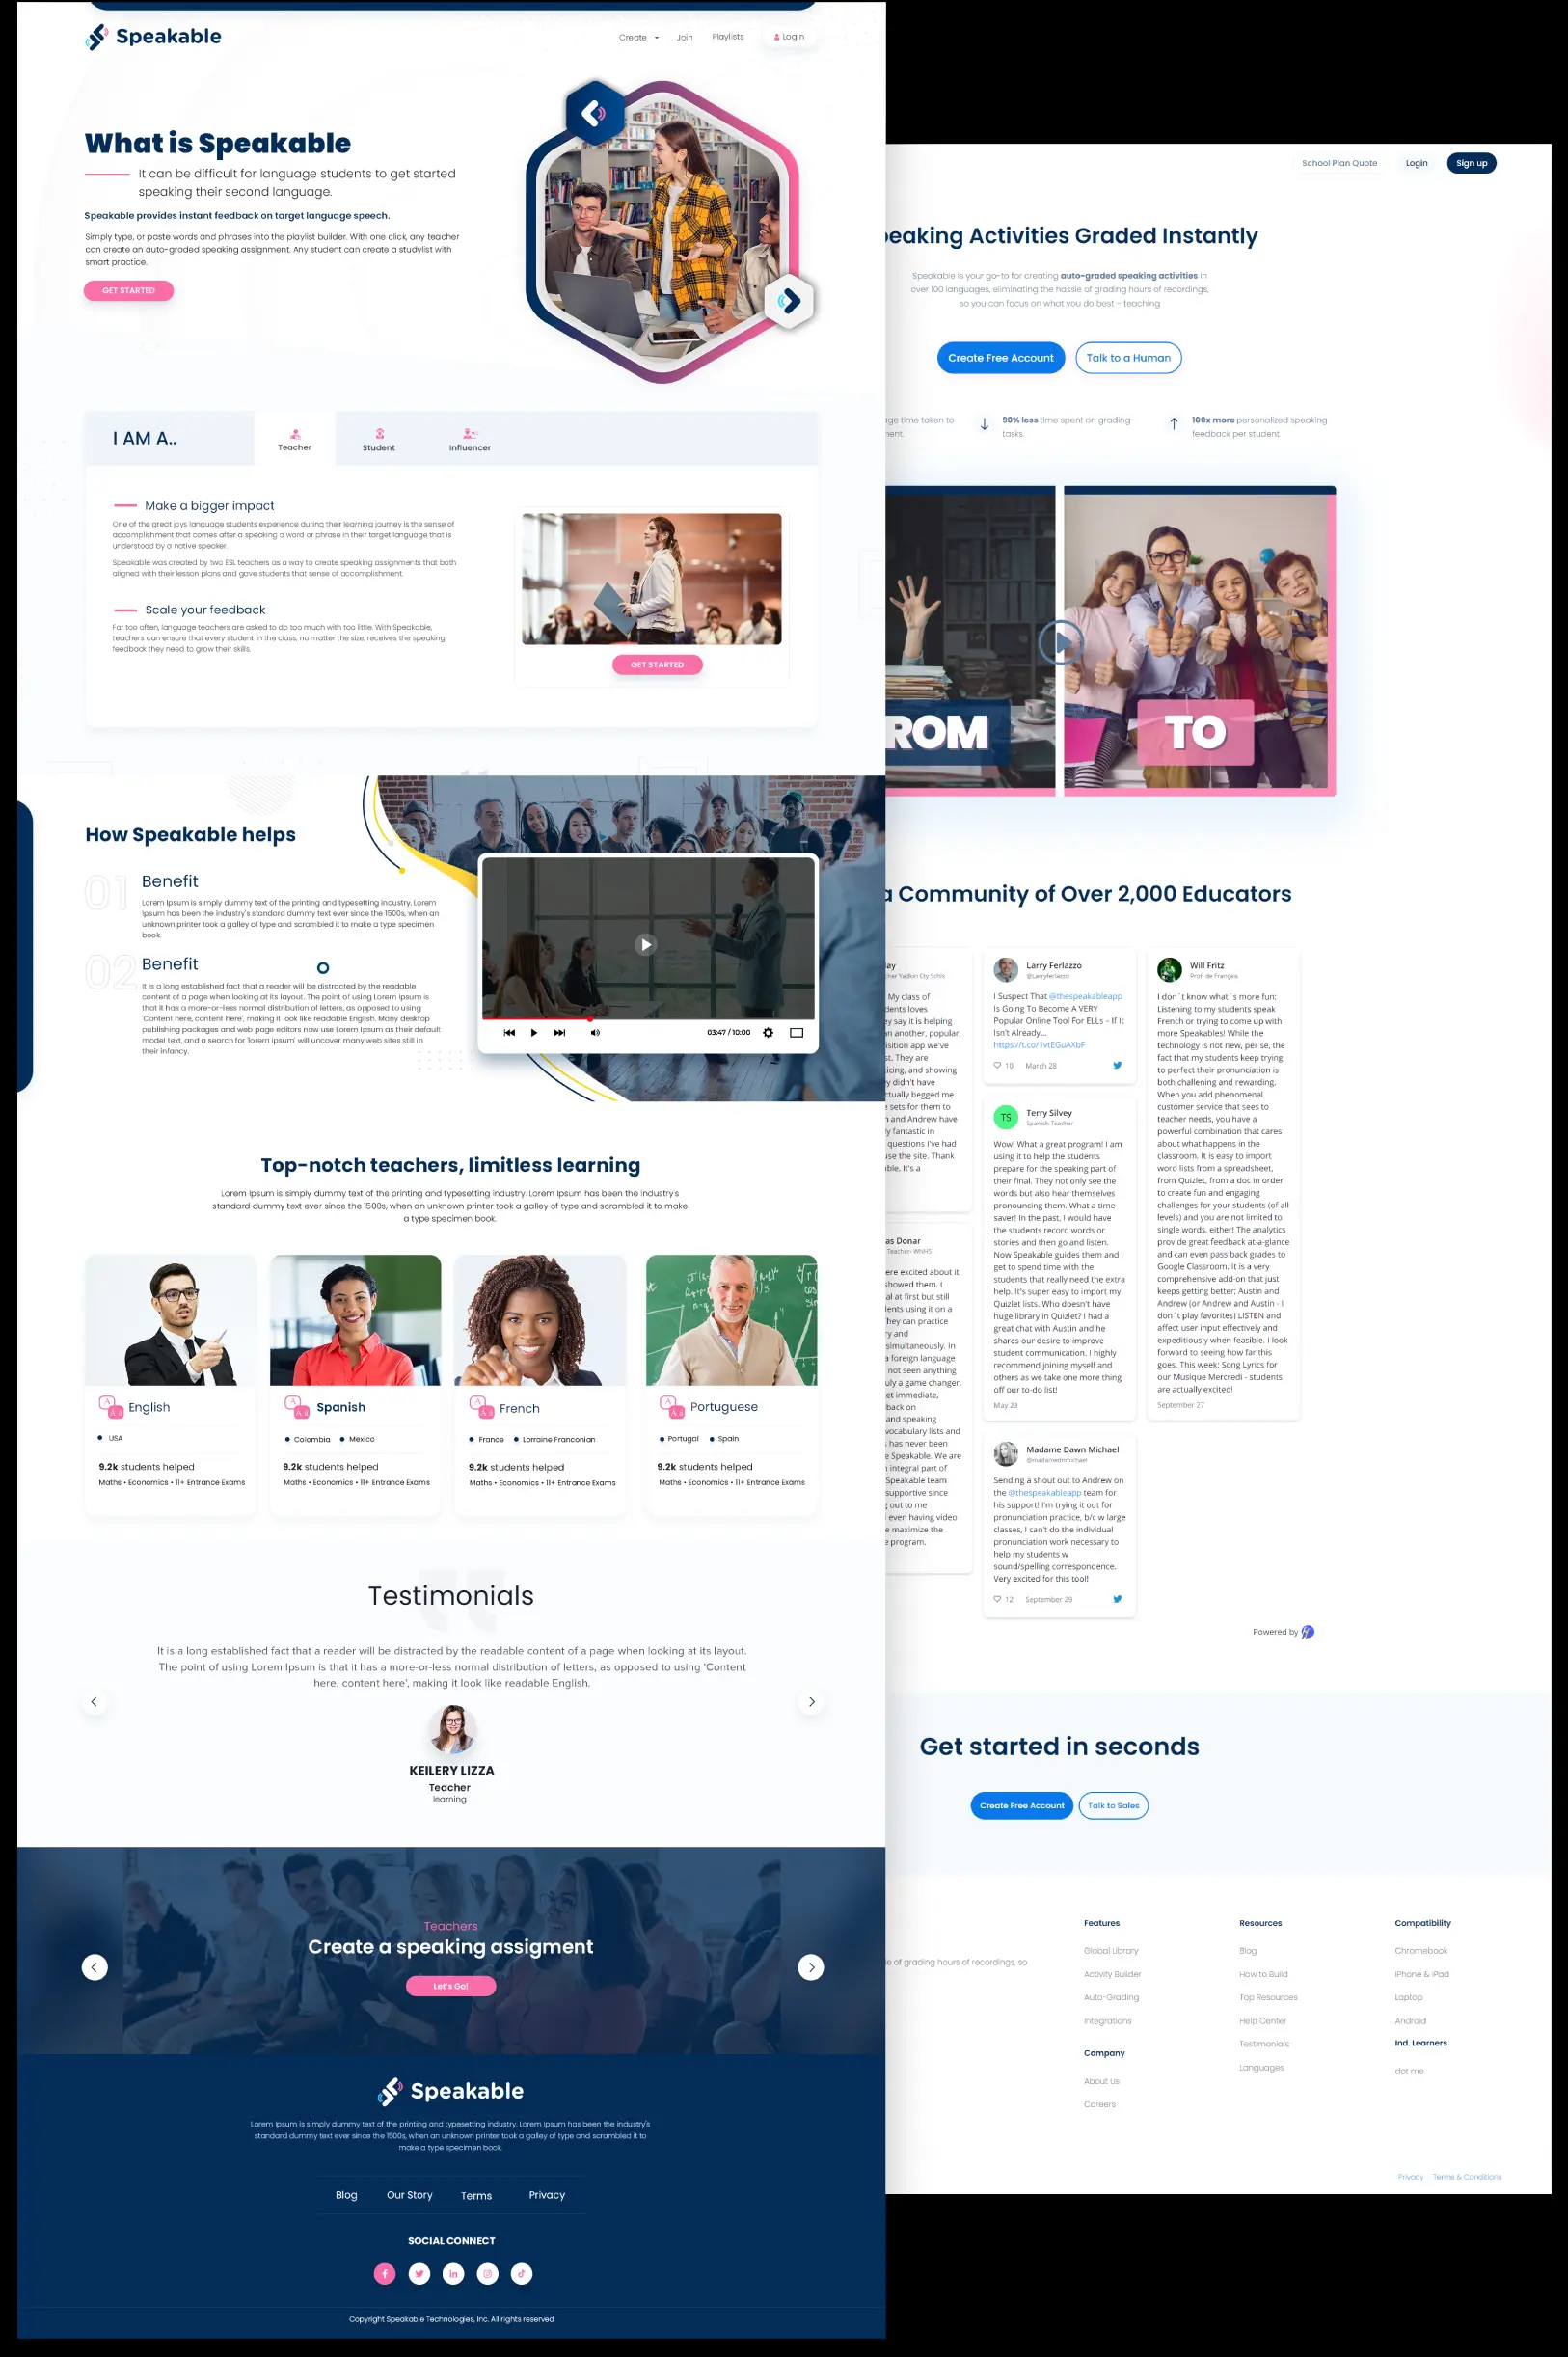 Speakable
Create
Join
Playlists
Login
What is Speakable
It can be difficult for language students to get started
speaking their second language.
Speakable provides instant feedback on target language speech.
Simply type, or paste words and phrases into the playlist builder. With one click, any teacher
can create an auto-graded speaking assignment. Any student can create a studylist with
smart practice.
GET STARTED
I AM A..
Teacher
Student
Influencer
Make a bigger impact
One of the great joys language students experience during their learning journey is the sense of
accomplishment that comes after a speaking a word or phrase in their target language that is
understood by a native speaker.
Speakable was created by two ESL teachers as a way to create speaking assignments that both
aligned with their lesson plans and gave students that sense of accomplishment.
Scale your feedback
Far too often, language teachers are asked to do too much with too little. With Speakable,
teachers can ensure that every student in the class, no matter the size, receives the speaking
feedback they need to grow their skills.
GET STARTED
How Speakable helps
01
Benefit
Lorem Ipsum is simply dummy text of the printing and typesetting industry. Lorem
Ipsum has been the industry's standard dummy text ever since the 1500s, when an
unknown printer took a galley of type and scrambled it to make a type specimen
book.
02
Benefit
It is a long established fact that a reader will be distracted by the readable
content of a page when looking at its layout. The point of using Lorem Ipsum is
that it has a more-or-less normal distribution of letters, as opposed to using
'Content here, content here', making it look like readable English. Many desktop
publishing packages and web page editors now use Lorem Ipsum as their default
model text, and a search for 'lorem ipsum' will uncover many web sites still in
their infancy.
03:47 / 10:00
Top-notch teachers, limitless learning
Lorem Ipsum is simply dummy text of the printing and typesetting industry. Lorem Ipsum has been the industry's
standard dummy text ever since the 1500s, when an unknown printer took a galley of type and scrambled it to make
a type specimen book.
English
USA
9.2k students helped
Maths • Economics • 11+ Entrance Exams
Spanish
Colombia
Mexico
9.2k students helped
Maths • Economics • 11+ Entrance Exams
French
France
Lorraine Franconian
9.2k students helped
Maths • Economics • 11+ Entrance Exams
Portuguese
Portugal
Spain
9.2k students helped
Maths • Economics • 11+ Entrance Exams
Testimonials
It is a long established fact that a reader will be distracted by the readable content of a page when looking at its layout.
The point of using Lorem Ipsum is that it has a more-or-less normal distribution of letters, as opposed to using 'Content
here, content here', making it look like readable English.
KEILERY LIZZA
Teacher
learning
Teachers
Create a speaking assigment
Let's Go!
Speakable
Lorem Ipsum is simply dummy text of the printing and typesetting industry. Lorem Ipsum has been the industry's
standard dummy text ever since the 1500s, when an unknown printer took a galley of type and scrambled it to
make a type specimen book.
Blog
Our Story
Terms
Privacy
SOCIAL CONNECT
Copyright Speakable Technologies, Inc. All rights reserved
School Plan Quote
Login
Sign up
eaking Activities Graded Instantly
Speakable is your go-to for creating auto-graded speaking activities in
over 100 languages, eliminating the hassle of grading hours of recordings,
so you can focus on what you do best – teaching
Create Free Account
Talk to a Human
age time taken to
ment.
90% less time spent on grading
tasks.
100x more personalized speaking
feedback per student.
ROM
TO
a Community of Over 2,000 Educators
lay
cher Yadkin Cty Schls
My class of
dents loves
ey say it is helping
n another, popular,
isition app we've
st. They are
icing, and showing
y didn't have
ctually begged me
e sets for them to
n and Andrew have
ly fantastic in
questions I've had
use the site. Thank
ble. It's a
as Donar
Teacher- WhHS
ere excited about it
showed them. I
al at first but still
dents using it on a
hey can practice
ry and
simultaneously. In
a foreign language
not seen anything
uly a game changer.
et immediate,
back on
and speaking
vocabulary lists and
s has never been
e Speakable. We are
n integral part of
Speakable team
supportive since
g out to me
even having video
e maximize the
e program.
Larry Ferlazzo
@Larryferlazzo
I Suspect That @thespeakableapp
Is Going To Become A VERY
Popular Online Tool For ELLs – If It
Isn't Already...
https://t.co/1vtEGuAXbF
10 March 28
TS
Terry Silvey
Spanish Teacher
Wow! What a great program! I am
using it to help the students
prepare for the speaking part of
their final. They not only see the
words but also hear themselves
pronouncing them. What a time
saver! In the past, I would have
the students record words or
stories and then go and listen.
Now Speakable guides them and I
get to spend time with the
students that really need the extra
help. It's super easy to import my
Quizlet lists. Who doesn't have
huge library in Quizlet? I had a
great chat with Austin and he
shares our desire to improve
student communication. I highly
recommend joining myself and
others as we take one more thing
off our to-do list!
May 23
Madame Dawn Michael
@madamednmichael
Sending a shout out to Andrew on
the @thespeakableapp team for
his support! I'm trying it out for
pronunciation practice, b/c w large
classes, I can't do the individual
pronunciation work necessary to
help my students w
sound/spelling correspondence.
Very excited for this tool!
12 September 29
Will Fritz
Prof. de Français
I don´t know what´s more fun:
Listening to my students speak
French or trying to come up with
more Speakables! While the
technology is not new, per se, the
fact that my students keep trying
to perfect their pronunciation is
both challening and rewarding.
When you add phenomenal
customer service that sees to
teacher needs, you have a
powerful combination that cares
about what happens in the
classroom. It is easy to import
word lists from a spreadsheet,
from Quizlet, from a doc in order
to create fun and engaging
challenges for your students (of all
levels) and you are not limited to
single words, either! The analytics
provide great feedback at-a-glance
and can even pass back grades to
Google Classroom. It is a very
comprehensive add-on that just
keeps getting better; Austin and
Andrew (or Andrew and Austin - I
don´t play favorites) LISTEN and
affect user input effectively and
expeditiously when feasible. I look
forward to seeing how far this
goes. This week: Song Lyrics for
our Musique Mercredi - students
are actually excited!
September 27
Powered by
Get started in seconds
Create Free Account
Talk to Sales
le of grading hours of recordings, so
Features
Global Library
Activity Builder
Auto-Grading
Integrations
Company
About Us
Careers
Resources
Blog
How to Build
Top Resources
Help Center
Testimonials
Languages
Compatibility
Chromebook
iPhone & iPad
Laptop
Android
Ind. Learners
dot me
Privacy
Terms & Conditions